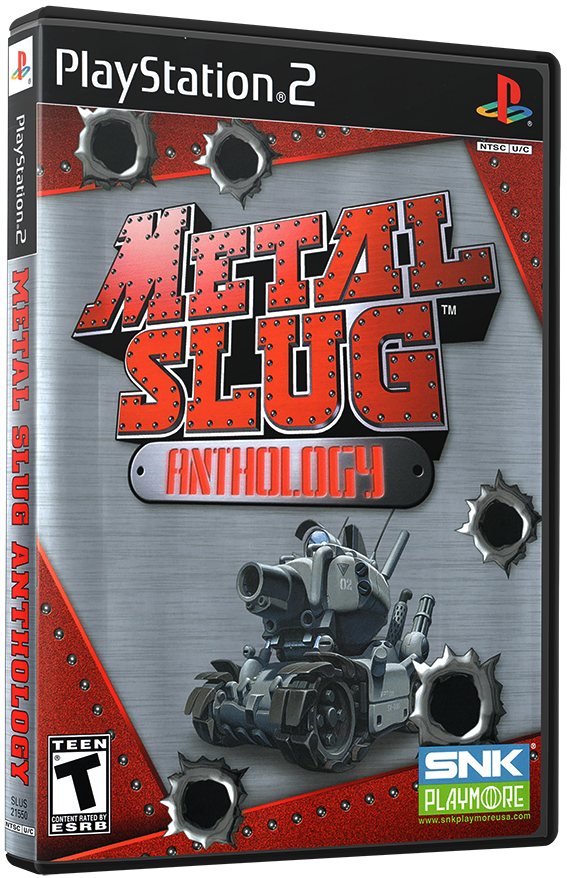 PlayStation®2
NTSC U/C
METAL
SLUG™
ANTHOLOGY
02
TEEN
T
CONTENT RATED BY
ESRB
SNK®
PLAYMORE
www.snkplaymoreusa.com
PlayStation®2
METAL SLUG ANTHOLOGY
SLUS
21550
NTSC U/C